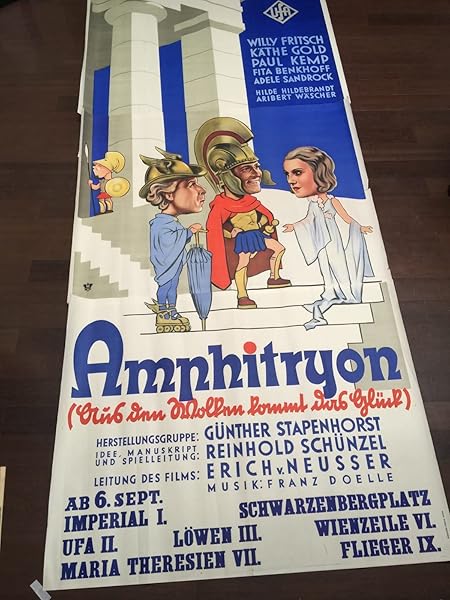 UFA
WILLY FRITSCH
KÄTHE GOLD
PAUL KEMP
FITA BENKHOFF
ADELE SANDROCK
HILDE HILDEBRANDT
ARIBERT WÄSCHER
Amphitryon
(Aus den Wolken kommt das Glück)
HERSTELLUNGSGRUPPE: GÜNTHER STAPENHORST
IDEE, MANUSKRIPT
UND SPIELLEITUNG: REINHOLD SCHÜNZEL
LEITUNG DES FILMS: ERICH v. NEUSSER
MUSIK: FRANZ DOELLE
AB 6. SEPT.
IMPERIAL I.
UFA II.
LÖWEN III.
MARIA THERESIEN VII.
SCHWARZENBERGPLATZ
WIENZEILE VI.
FLIEGER IX.